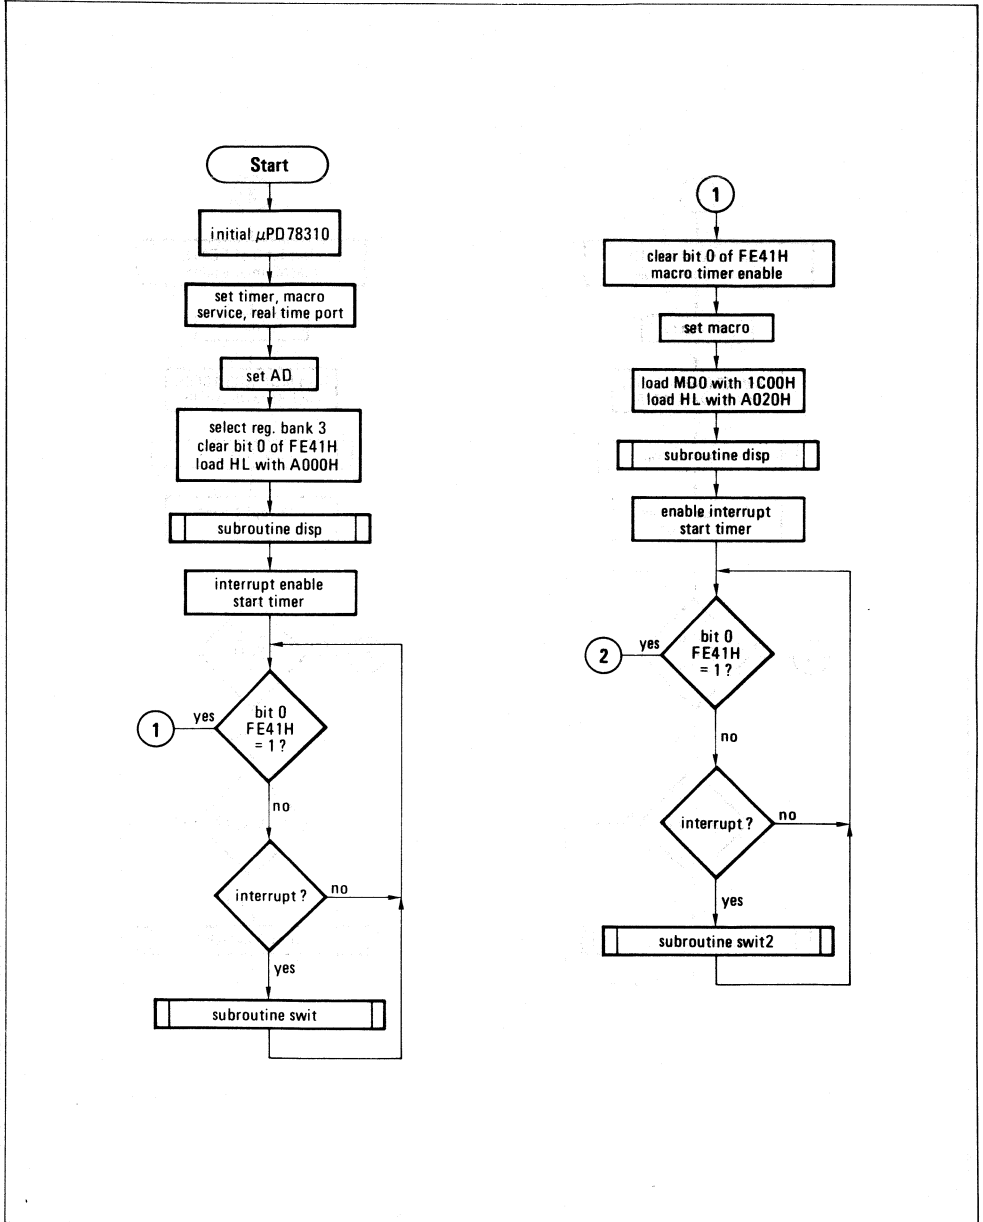 Start
initial μPD78310
set timer, macro
service, real time port
set AD
select reg. bank 3
clear bit 0 of FE41H
load HL with A000H
subroutine disp
interrupt enable
start timer
bit 0
FE41H
= 1 ?
yes
1
no
interrupt ?
no
yes
subroutine swit
1
clear bit 0 of FE41H
macro timer enable
set macro
load MD0 with 1C00H
load HL with A020H
subroutine disp
enable interrupt
start timer
bit 0
FE41H
= 1 ?
yes
2
no
interrupt ?
no
yes
subroutine swit2